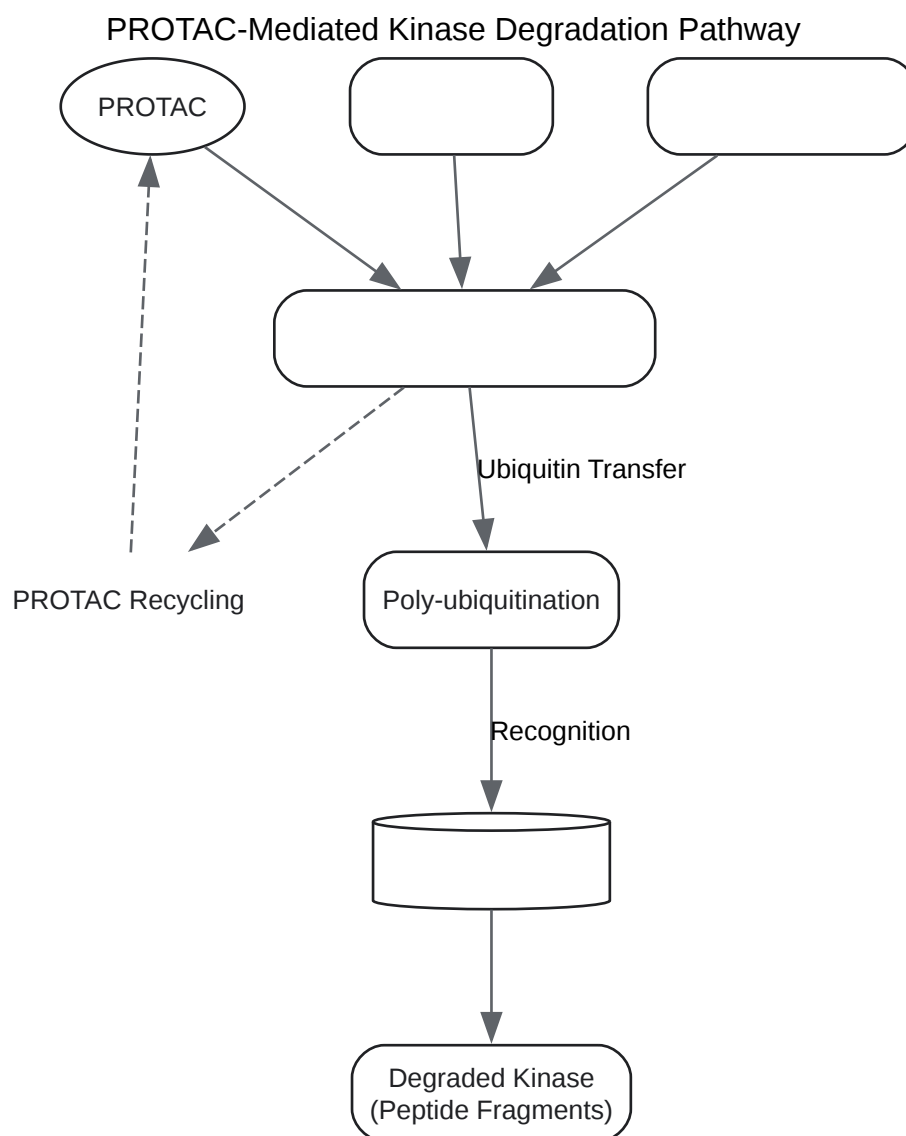 PROTAC-Mediated Kinase Degradation Pathway
PROTAC
Ubiquitin Transfer
PROTAC Recycling
Poly-ubiquitination
Recognition
Degraded Kinase
(Peptide Fragments)